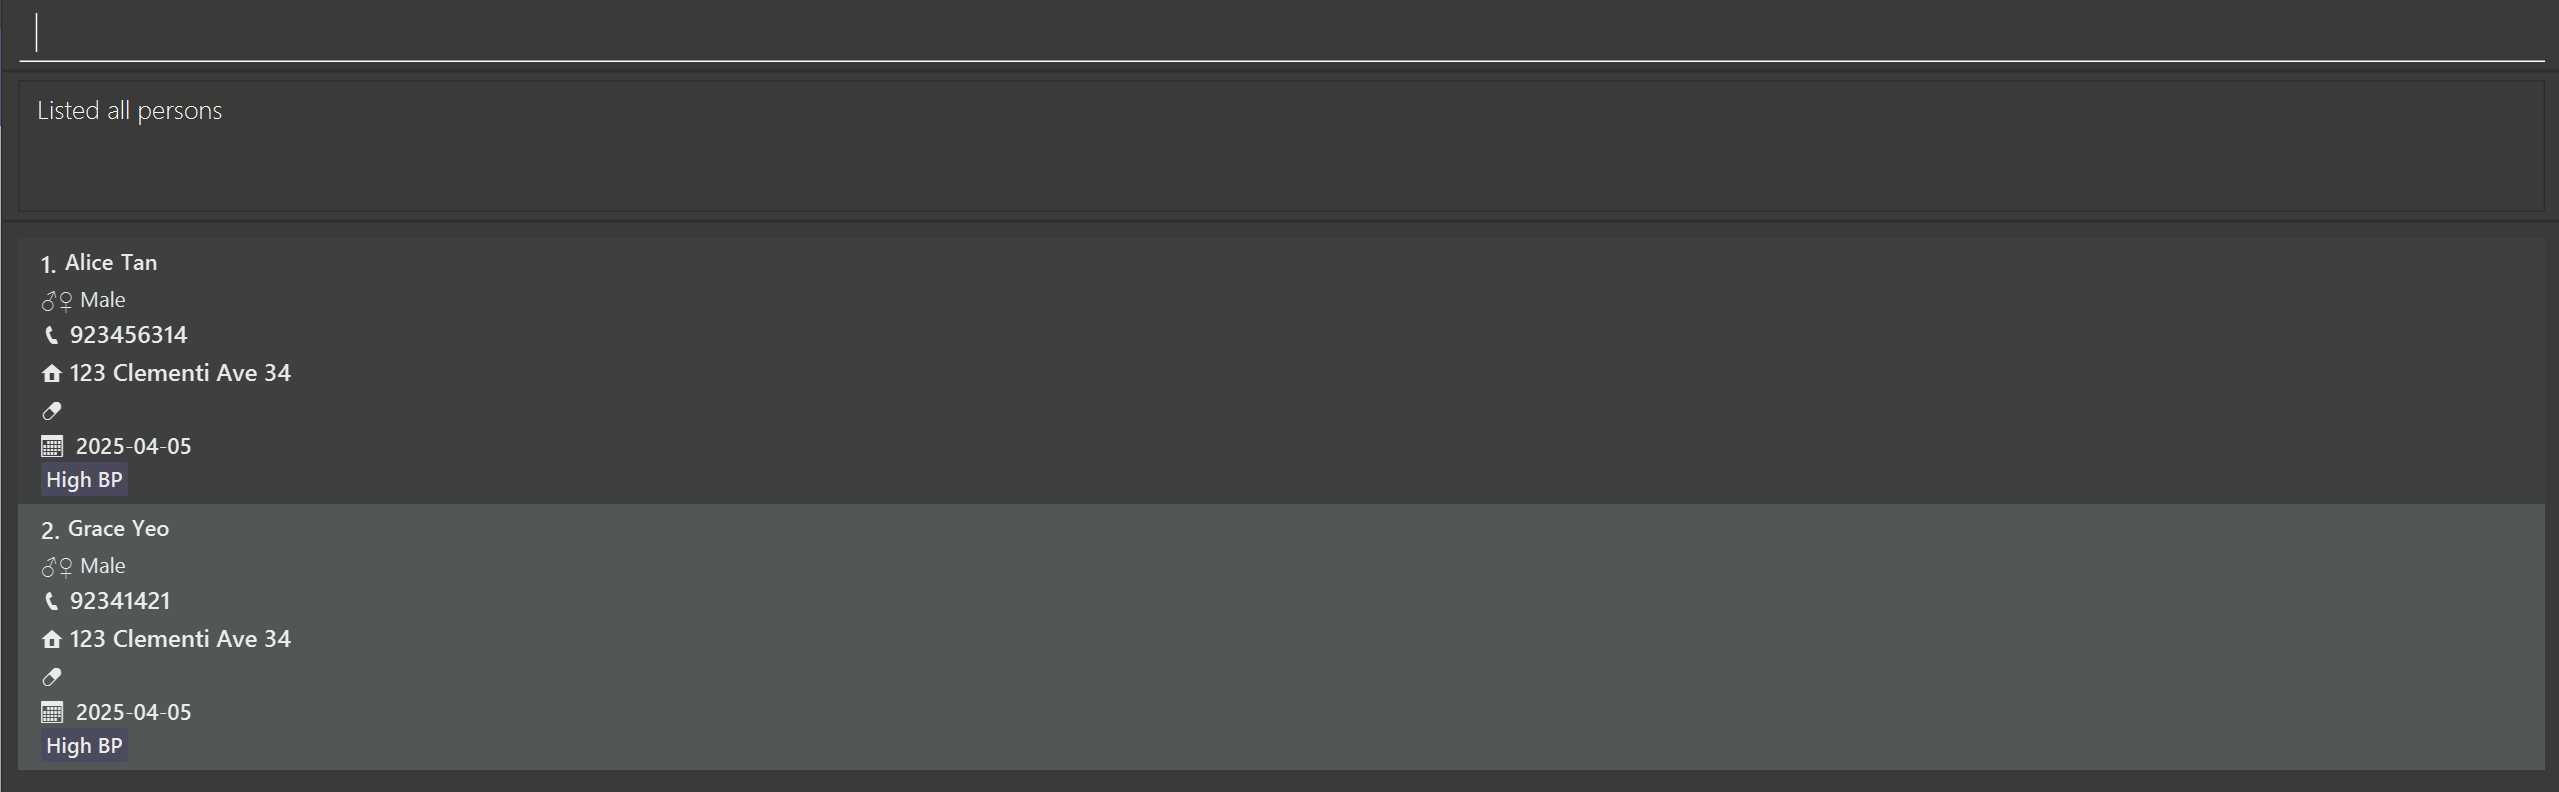 Listed all persons
1. Alice Tan
♂♀ Male
923456314
123 Clementi Ave 34
2025-04-05
High BP
2. Grace Yeo
♂♀ Male
92341421
123 Clementi Ave 34
2025-04-05
High BP